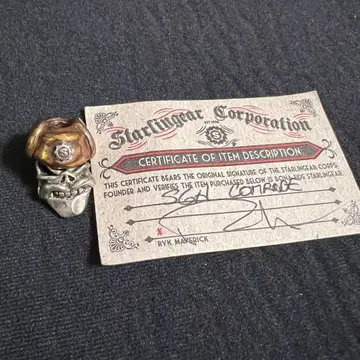 Starlingear Corporation
CERTIFICATE OF ITEM DESCRIPTION
THIS CERTIFICATE BEARS THE ORIGINAL SIGNATURE OF THE STARLINGEAR CORPS.
FOUNDER AND VERIFIES THE ITEM PURCHASED BELOW IS BONA-FIDE STARLINGEAR.
SGH COMRADE
X
RYK MAVERICK